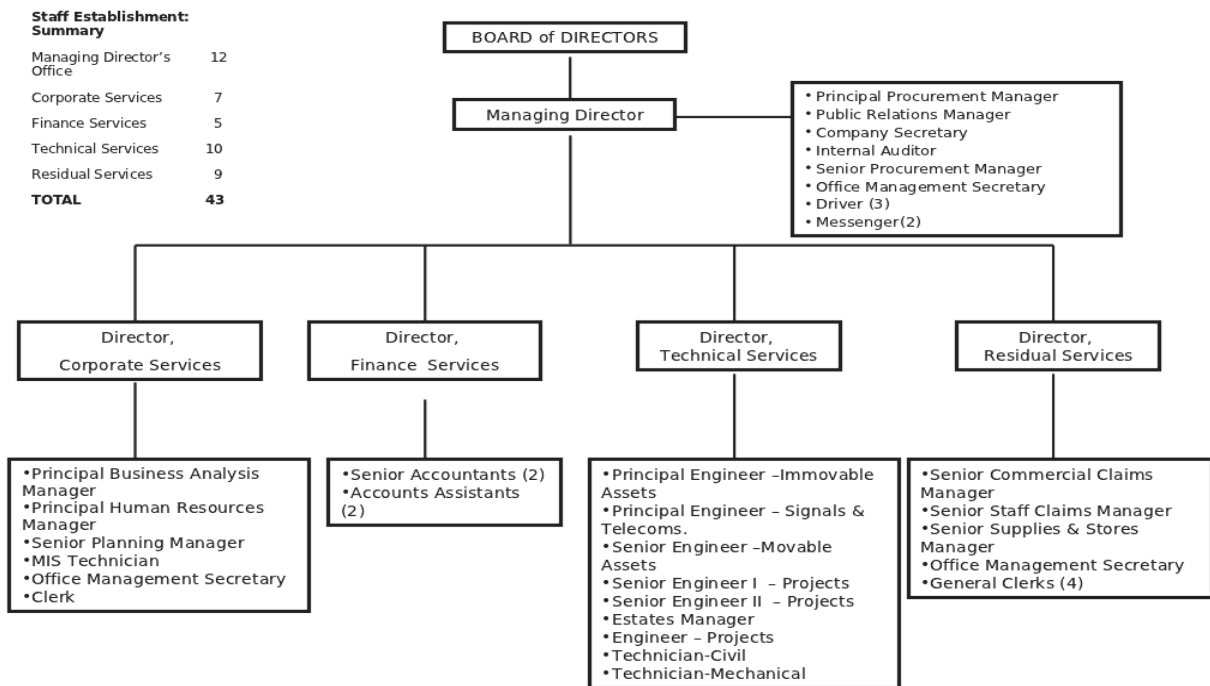 Staff Establishment:
Summary
Managing Director’s
Office 12
Corporate Services 7
Finance Services 5
Technical Services 10
Residual Services 9
TOTAL 43
BOARD of DIRECTORS
Managing Director
• Principal Procurement Manager
• Public Relations Manager
• Company Secretary
• Internal Auditor
• Senior Procurement Manager
• Office Management Secretary
• Driver (3)
• Messenger(2)
Director,
Corporate Services
Director,
Finance Services
Director,
Technical Services
Director,
Residual Services
•Principal Business Analysis
Manager
•Principal Human Resources
Manager
•Senior Planning Manager
•MIS Technician
•Office Management Secretary
•Clerk
•Senior Accountants (2)
•Accounts Assistants
(2)
•Principal Engineer –Immovable
Assets
•Principal Engineer – Signals &
Telecoms.
•Senior Engineer –Movable
Assets
•Senior Engineer I – Projects
•Senior Engineer II – Projects
•Estates Manager
•Engineer – Projects
•Technician-Civil
•Technician-Mechanical
•Senior Commercial Claims
Manager
•Senior Staff Claims Manager
•Senior Supplies & Stores
Manager
•Office Management Secretary
•General Clerks (4)